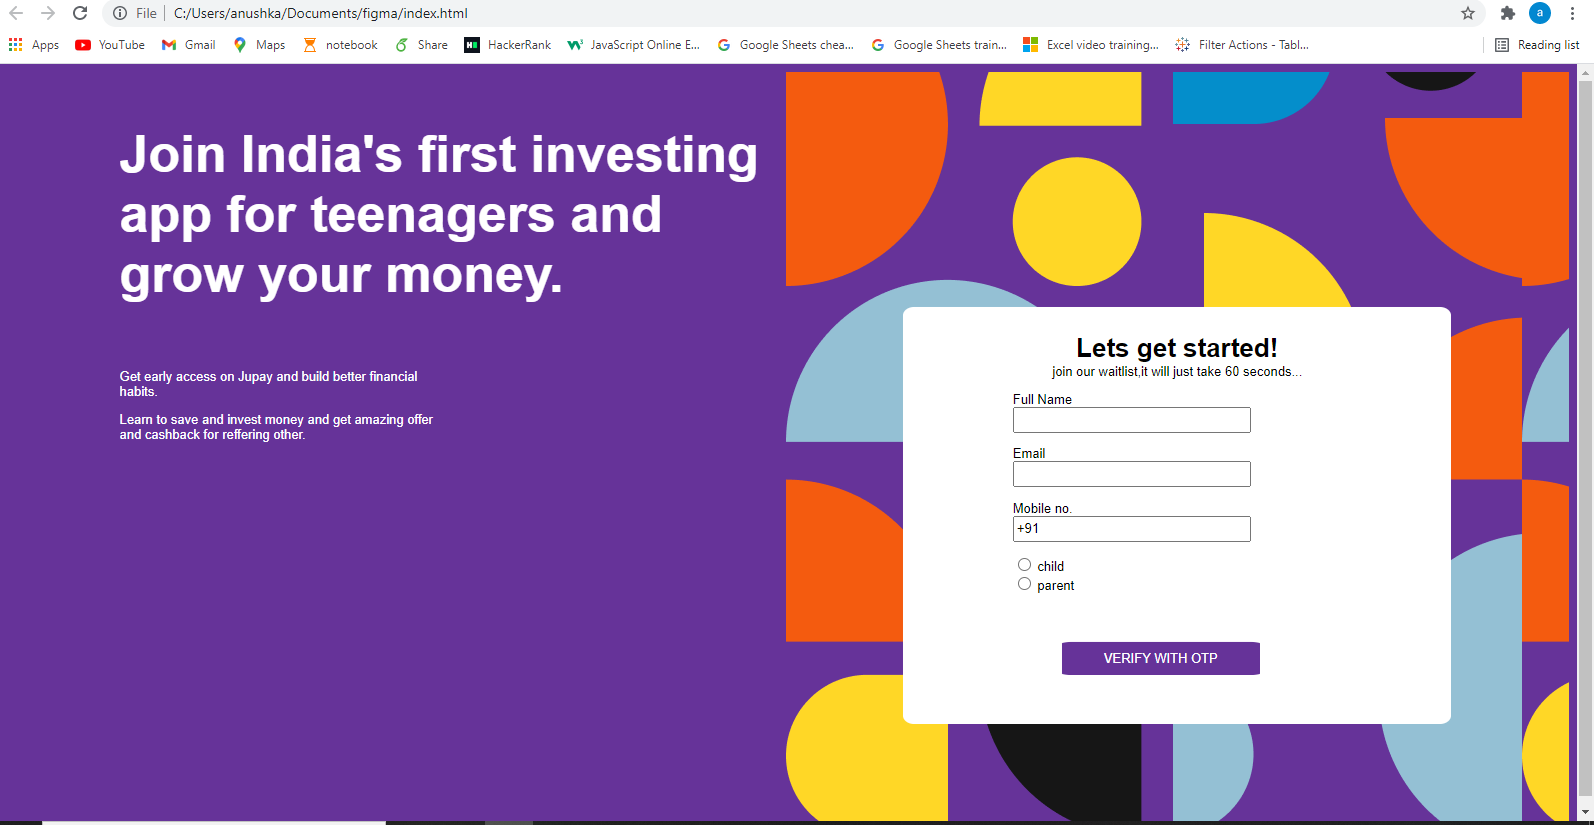 File | C:/Users/anushka/Documents/figma/index.html
a
Apps YouTube Gmail Maps notebook Share HackerRank JavaScript Online E... Google Sheets chea... Google Sheets train... Excel video training... Filter Actions - Tabl... Reading list
Join India's first investing
app for teenagers and
grow your money.
Get early access on Jupay and build better financial
habits.
Learn to save and invest money and get amazing offer
and cashback for reffering other.
Lets get started!
join our waitlist,it will just take 60 seconds...
Full Name
Email
Mobile no.
+91
child
parent
VERIFY WITH OTP